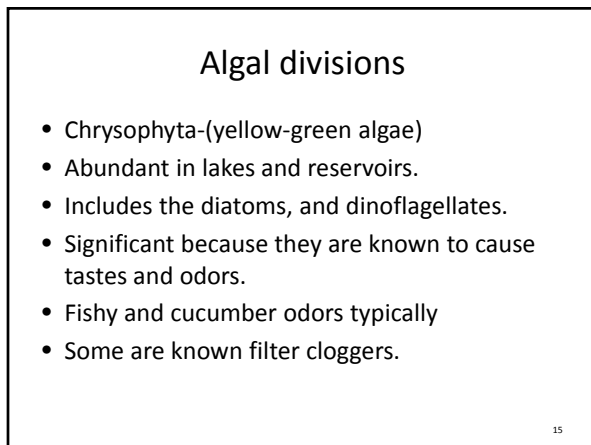 Algal divisions
• Chrysophyta-(yellow-green algae)
• Abundant in lakes and reservoirs.
• Includes the diatoms, and dinoflagellates.
• Significant because they are known to cause
tastes and odors.
• Fishy and cucumber odors typically
• Some are known filter cloggers.
15